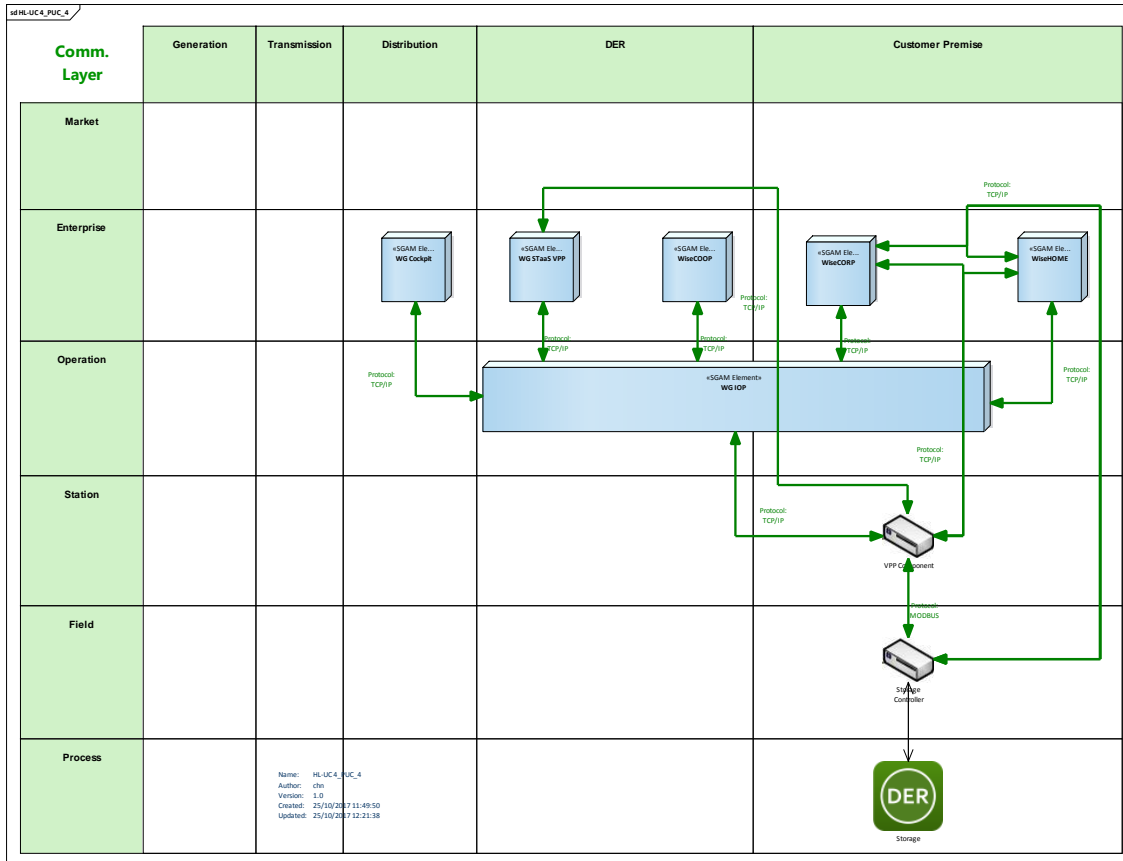 sd HL-UC4_PUC_4
Comm.
Layer
Generation
Transmission
Distribution
DER
Customer Premise
Market
Protocol:
TCP/IP
Enterprise
«SGAM Ele...
WG Cockpit
«SGAM Ele...
WG STaaS VPP
«SGAM Ele...
WiseCOOP
«SGAM Ele...
WiseCORP
«SGAM Ele...
WiseHOME
Protocol:
TCP/IP
Protocol:
TCP/IP
Protocol:
TCP/IP
Protocol:
TCP/IP
Operation
Protocol:
TCP/IP
«SGAM Element»
WG IOP
Protocol:
TCP/IP
Protocol:
TCP/IP
Station
Protocol:
TCP/IP
VPP Component
Field
Protocol:
MODBUS
Storage
Controller
Process
Name: HL-UC4_PUC_4
Author: chn
Version: 1.0
Created: 25/10/2017 11:49:50
Updated: 25/10/2017 12:21:38
DER
Storage